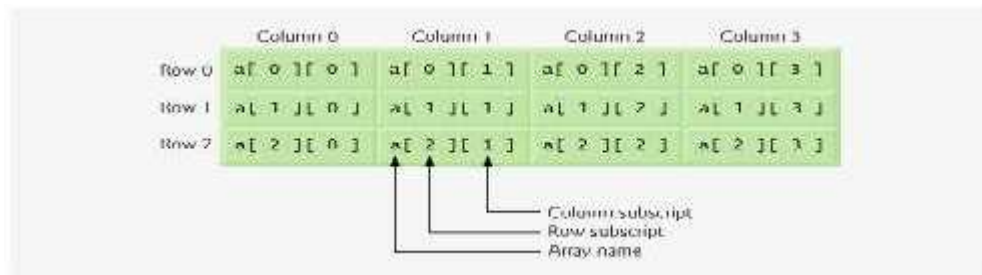 Column 0 Column 1 Column 2 Column 3
Row 0 a[ 0 ][ 0 ] a[ 0 ][ 1 ] a[ 0 ][ 2 ] a[ 0 ][ 3 ]
Row 1 a[ 1 ][ 0 ] a[ 1 ][ 1 ] a[ 1 ][ 2 ] a[ 1 ][ 3 ]
Row 2 a[ 2 ][ 0 ] a[ 2 ][ 1 ] a[ 2 ][ 2 ] a[ 2 ][ 3 ]
Column subscript
Row subscript
Array name